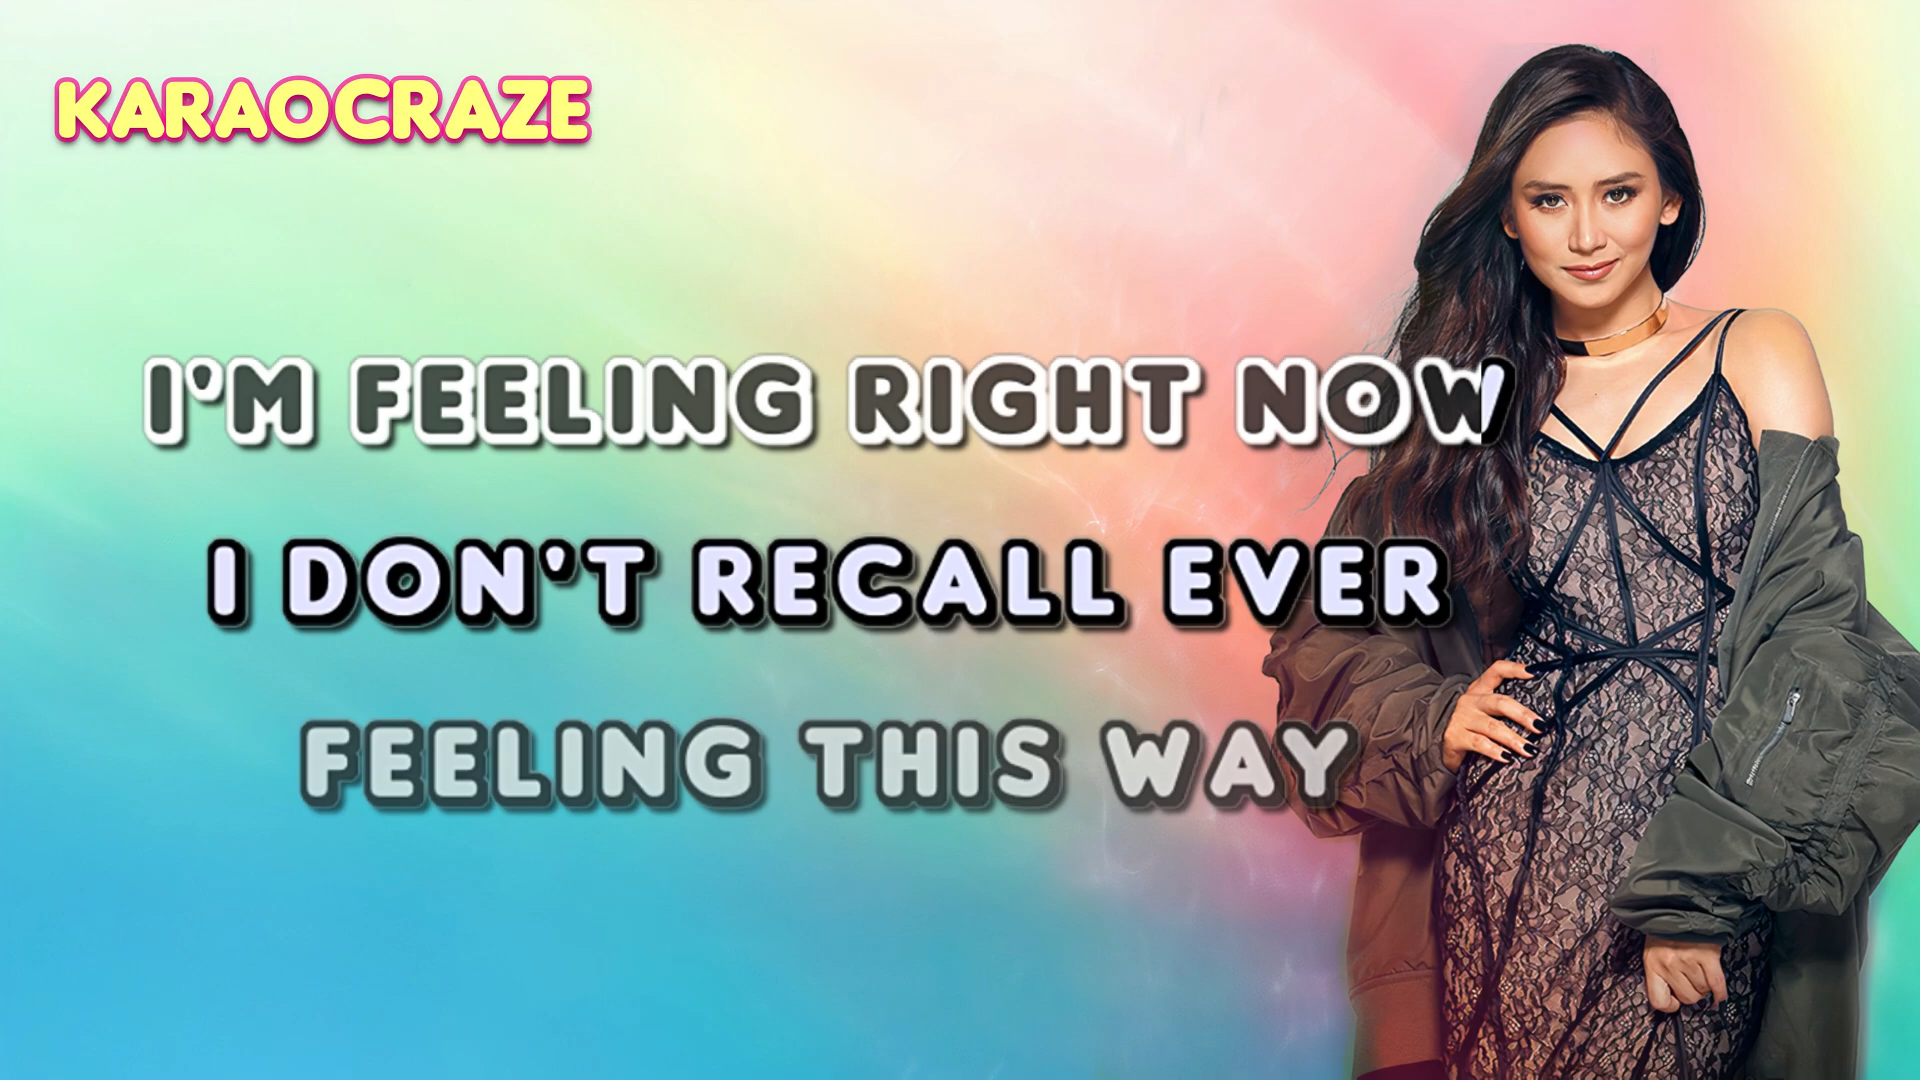 KARAOCRAZE
I'M FEELING RIGHT NOW
I DON'T RECALL EVER
FEELING THIS WAY